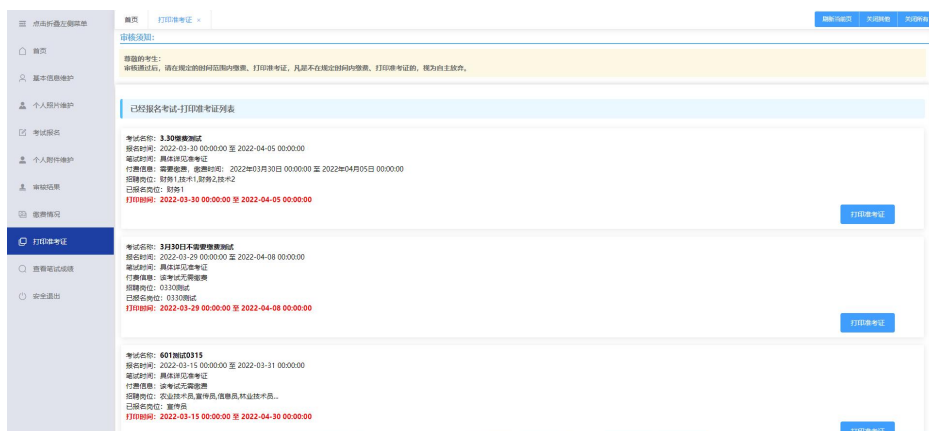 点击折叠左侧菜单
首页
基本信息维护
个人照片维护
考试报名
个人附件维护
审核结果
缴费情况
打印准考证
查看笔试成绩
安全退出
首页 打印准考证 ×
刷新当前页 关闭其他 关闭所有
审核须知:
尊敬的考生：
审核通过后，请在规定的时间范围内缴费、打印准考证，凡是不在规定时间内缴费、打印准考证的，视为自主放弃。
已经报名考试-打印准考证列表
考试名称：3.30缴费测试
报名时间：2022-03-30 00:00:00 至 2022-04-05 00:00:00
笔试时间：具体详见准考证
付费信息：需要缴费，缴费时间： 2022年03月30日 00:00:00 至 2022年04月05日 00:00:00
招聘岗位：财务1,技术1,财务2,技术2
已报名岗位：财务1
打印时间：2022-03-30 00:00:00 至 2022-04-05 00:00:00
打印准考证
考试名称：3月30日不需要缴费测试
报名时间：2022-03-29 00:00:00 至 2022-04-08 00:00:00
笔试时间：具体详见准考证
付费信息：该考试无需缴费
招聘岗位：0330测试
已报名岗位：0330测试
打印时间：2022-03-29 00:00:00 至 2022-04-08 00:00:00
打印准考证
考试名称：601测试0315
报名时间：2022-03-15 00:00:00 至 2022-03-31 00:00:00
笔试时间：具体详见准考证
付费信息：该考试无需缴费
招聘岗位：农业技术员,宣传员,信息员,林业技术员...
已报名岗位：宣传员
打印时间：2022-03-15 00:00:00 至 2022-04-30 00:00:00
打印准考证